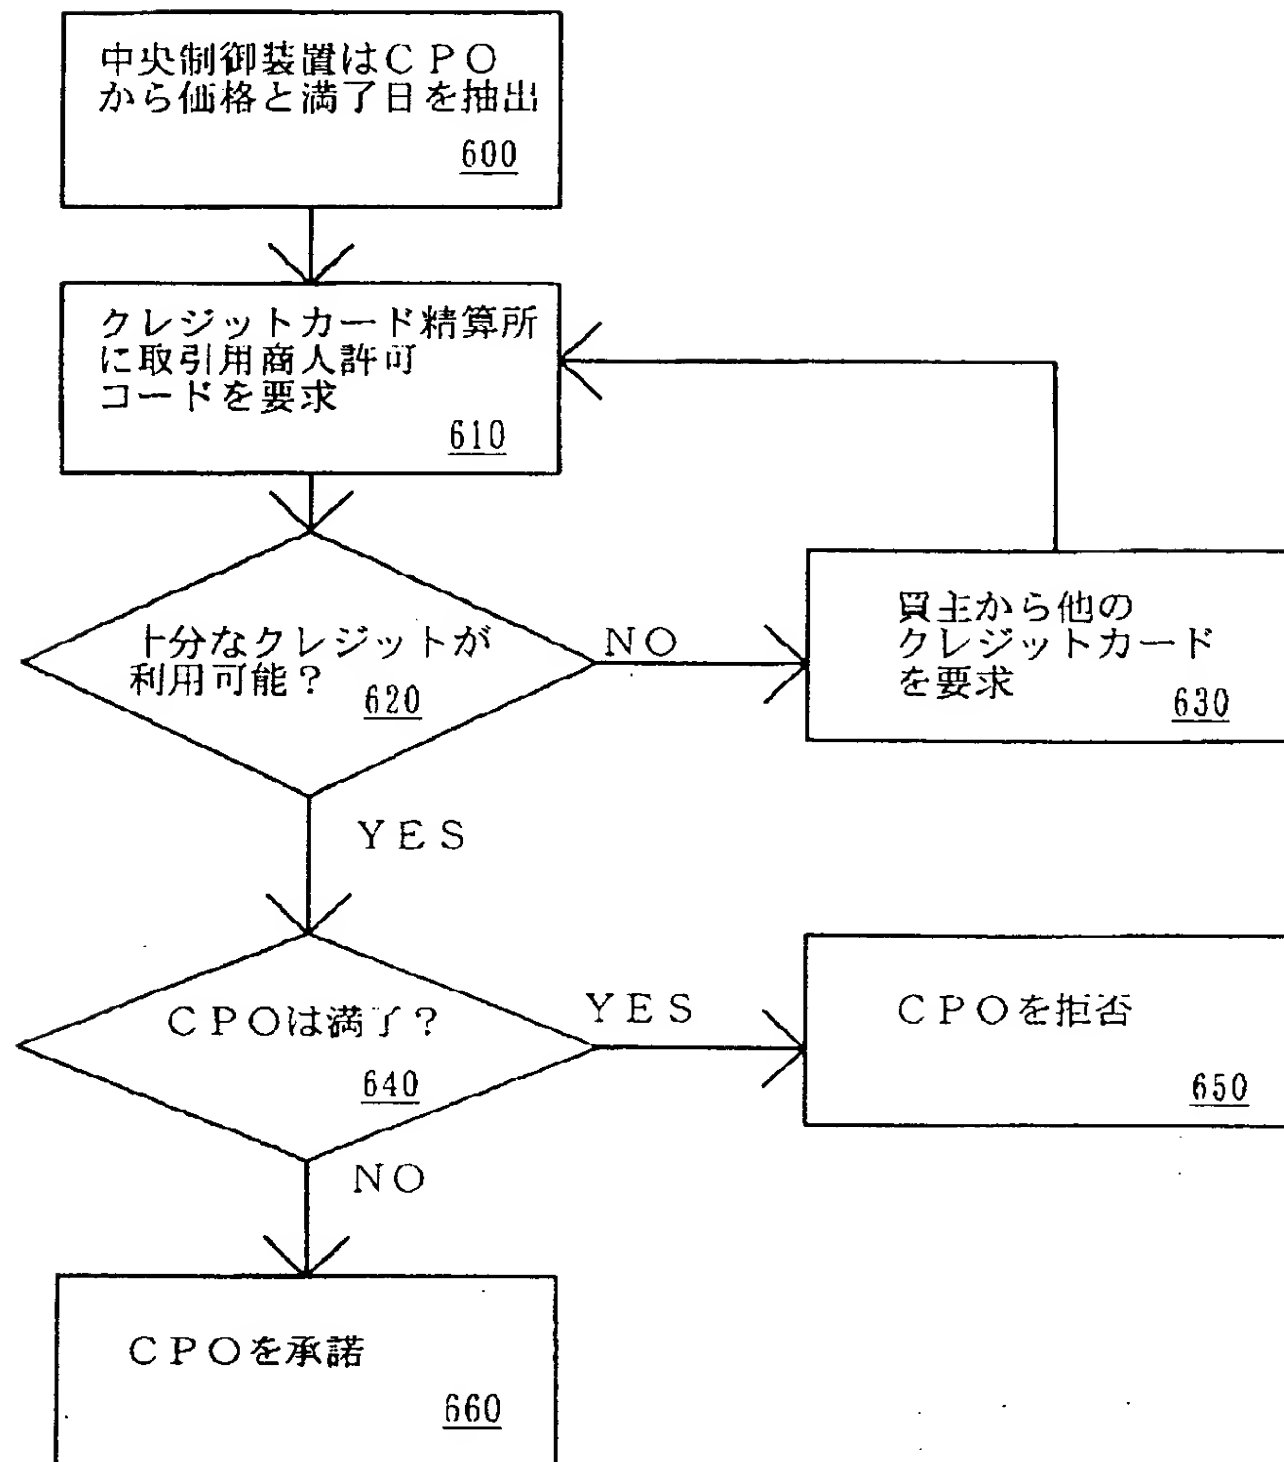 中央制御装置はＣＰＯ
から価格と満了日を抽出
600
クレジットカード精算所
に取引用商人許可
コードを要求
610
十分なクレジットが
利用可能？
620
NO
買主から他の
クレジットカード
を要求
630
YES
ＣＰＯは満了？
640
YES
ＣＰＯを拒否
650
NO
ＣＰＯを承諾
660